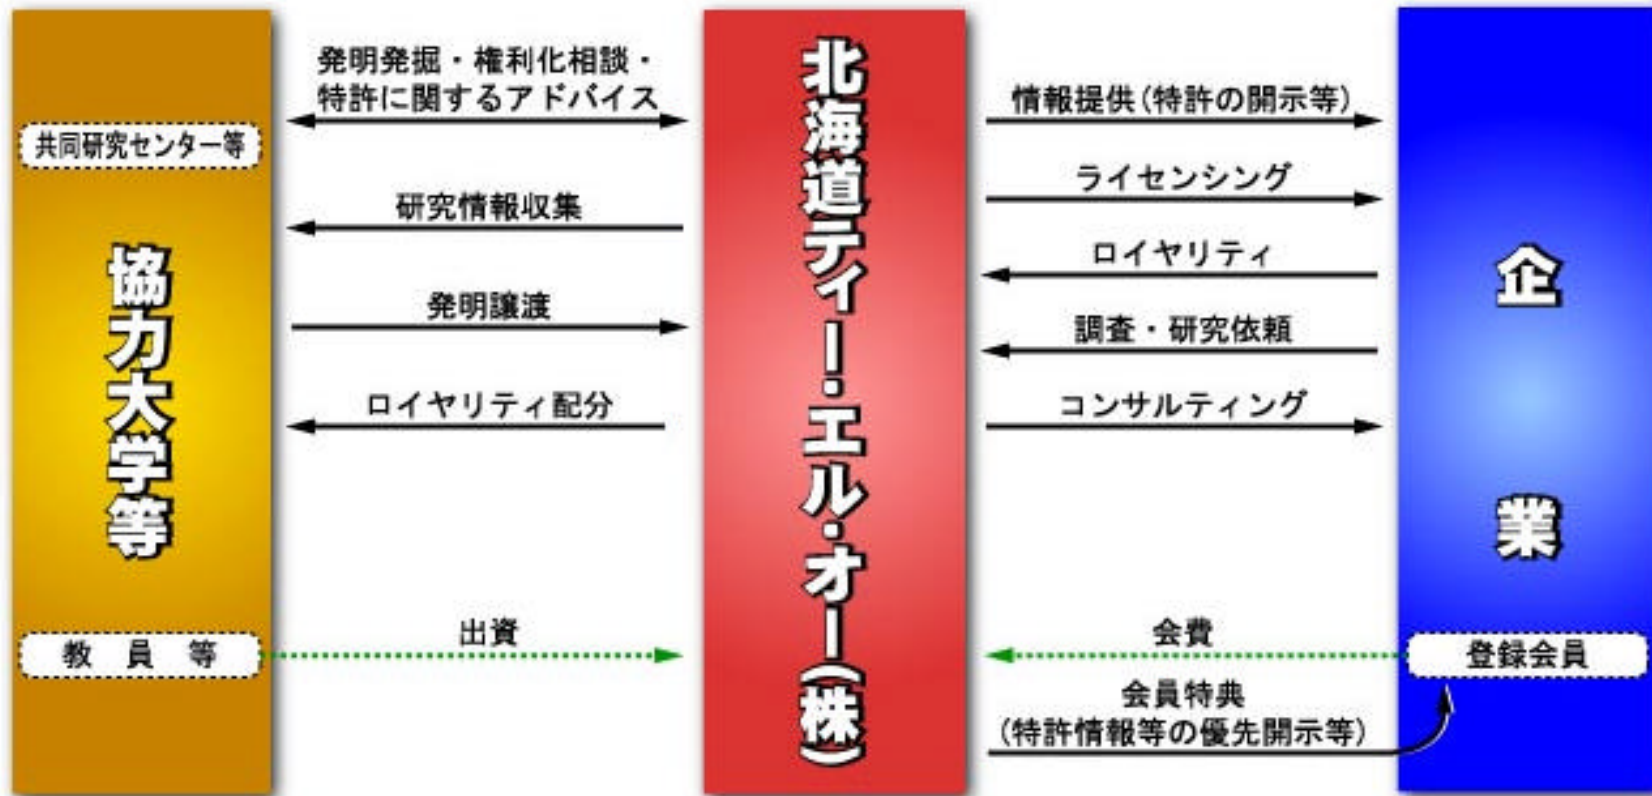 共同研究センター等
協力大学等
教員等
発明発掘・権利化相談・
特許に関するアドバイス
研究情報収集
発明譲渡
ロイヤリティ配分
出資
北海道ティー・エル・オー(株)
情報提供(特許の開示等)
ライセンシング
ロイヤリティ
調査・研究依頼
コンサルティング
会費
会員特典
(特許情報等の優先開示等)
企業
登録会員